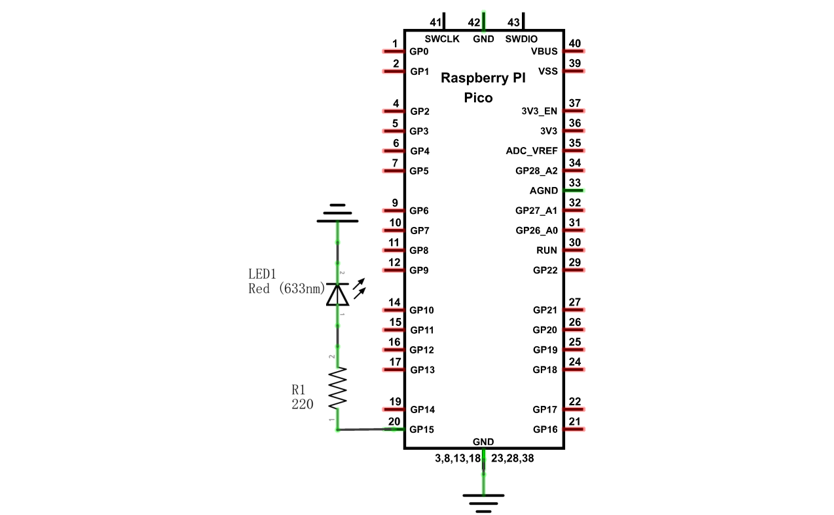 41 42 43
SWCLK GND SWDIO
1 GP0 VBUS 40
2 GP1 VSS 39
Raspberry PI
Pico
4 GP2 3V3_EN 37
5 GP3 3V3 36
6 GP4 ADC_VREF 35
7 GP5 GP28_A2 34
AGND 33
9 GP6 GP27_A1 32
10 GP7 GP26_A0 31
11 GP8 RUN 30
12 GP9 GP22 29
LED1
Red (633nm)
2
1
14 GP10 GP21 27
15 GP11 GP20 26
16 GP12 GP19 25
17 GP13 GP18 24
2
R1
220
1
19 GP14 GP17 22
20 GP15 GP16 21
GND
3,8,13,18 23,28,38